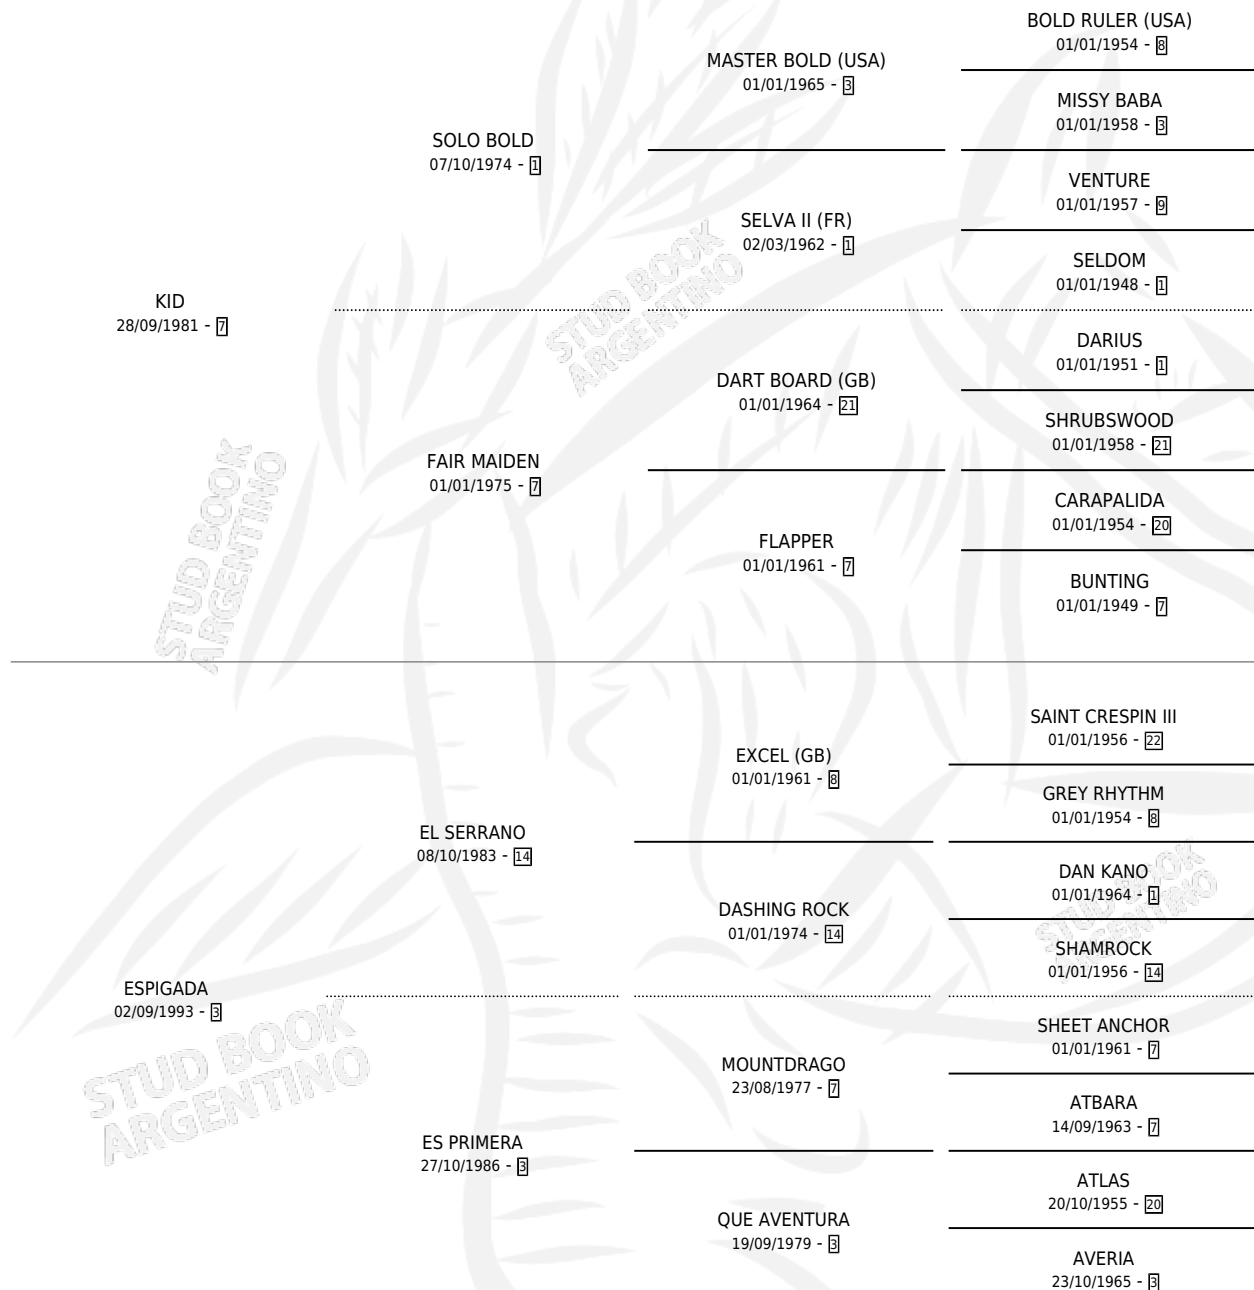 BOLD RULER (USA)
01/01/1954 - 8
MASTER BOLD (USA)
01/01/1965 - 3
MISSY BABA
01/01/1958 - 3
SOLO BOLD
07/10/1974 - 1
VENTURE
01/01/1957 - 9
SELVA II (FR)
02/03/1962 - 1
SELDOM
01/01/1948 - 1
KID
28/09/1981 - 7
STUD BOOK
ARGENTINO
DARIUS
01/01/1951 - 1
DART BOARD (GB)
01/01/1964 - 21
SHRUBSWOOD
01/01/1958 - 21
FAIR MAIDEN
01/01/1975 - 7
CARAPALIDA
01/01/1954 - 20
FLAPPER
01/01/1961 - 7
BUNTING
01/01/1949 - 7
STUD BOOK
ARGENTINO
SAINT CRESPIN III
01/01/1956 - 22
EXCEL (GB)
01/01/1961 - 8
GREY RHYTHM
01/01/1954 - 8
EL SERRANO
08/10/1983 - 14
DAN KANO
01/01/1964 - 1
DASHING ROCK
01/01/1974 - 14
STUD BOOK
ARGENTINO
SHAMROCK
01/01/1956 - 14
ESPIGADA
02/09/1993 - 3
STUD BOOK
ARGENTINO
SHEET ANCHOR
01/01/1961 - 7
MOUNTDRAGO
23/08/1977 - 7
ATBARA
14/09/1963 - 7
ES PRIMERA
27/10/1986 - 3
ATLAS
20/10/1955 - 20
QUE AVENTURA
19/09/1979 - 3
AVERIA
23/10/1965 - 3